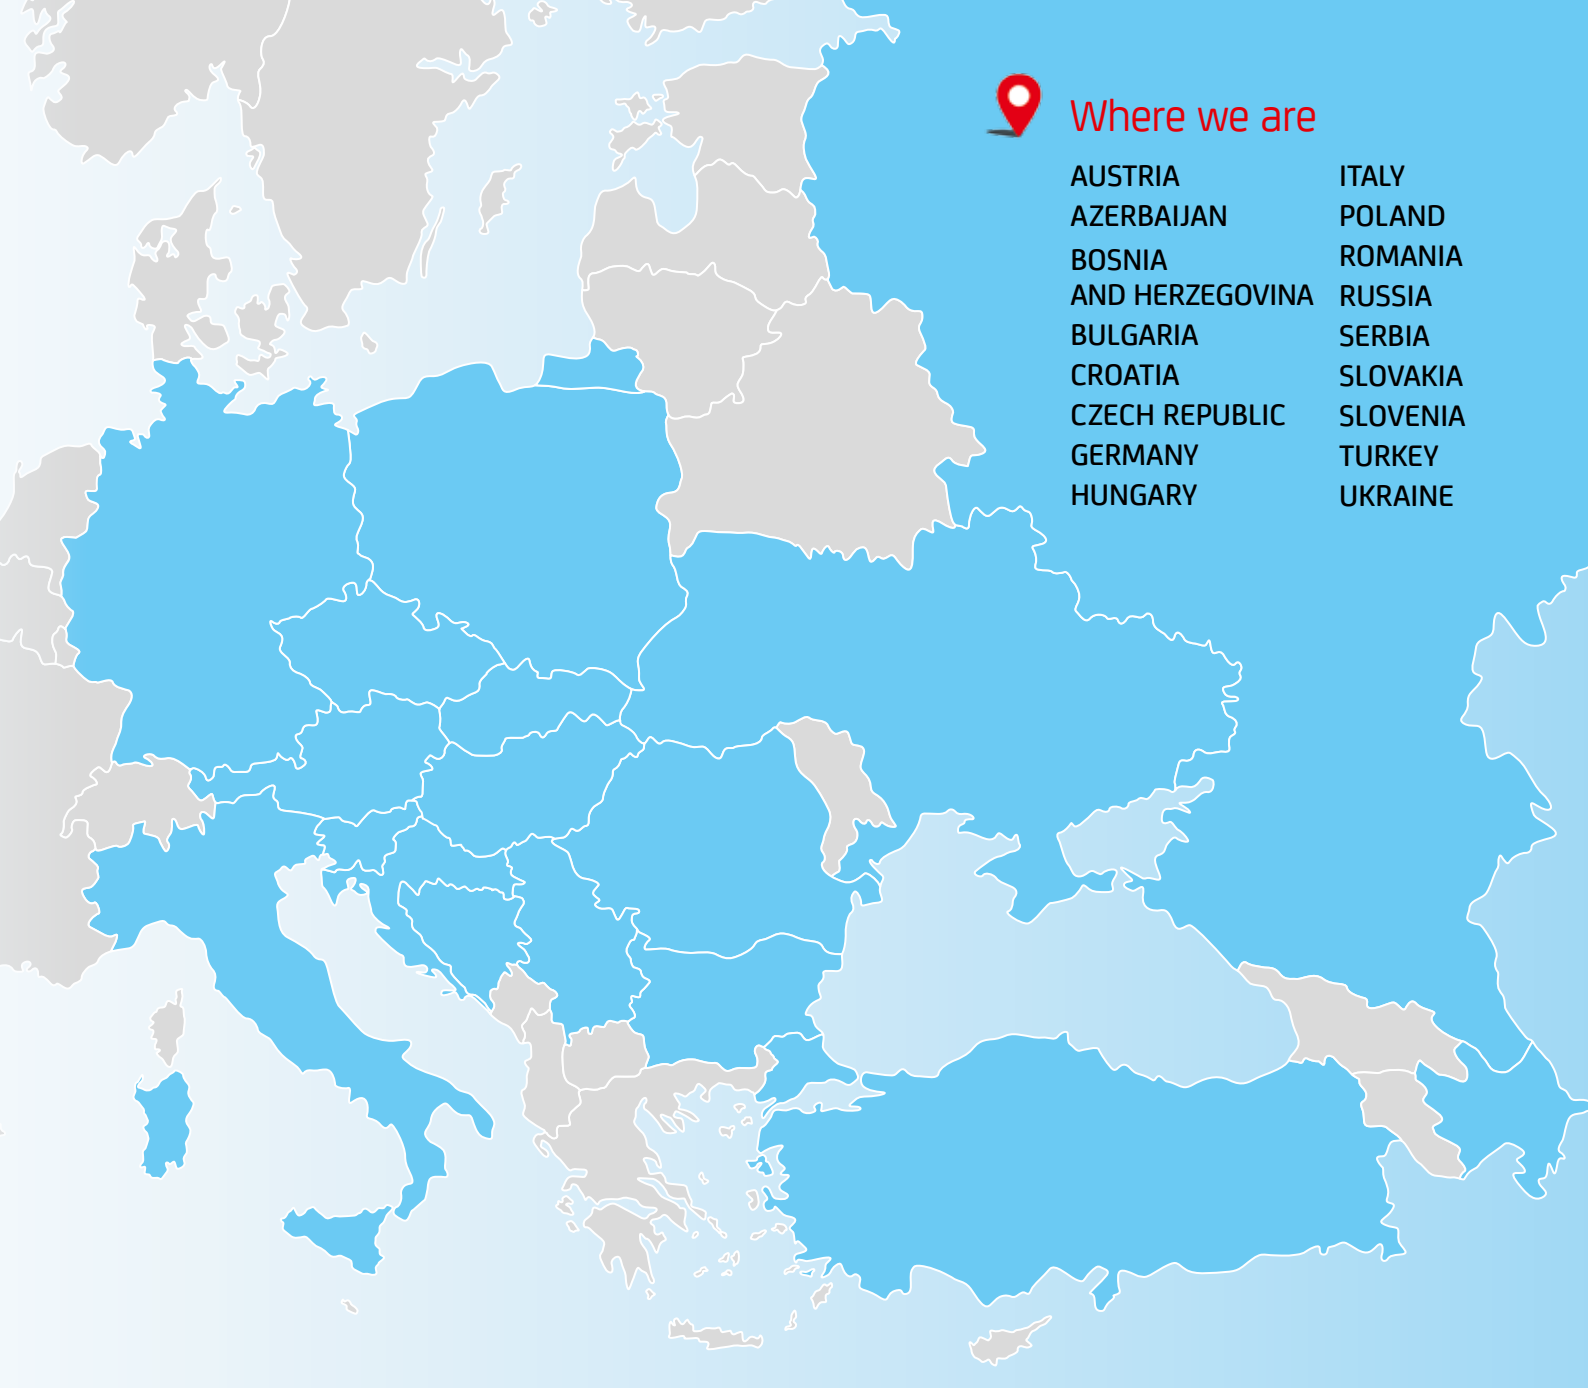 Where we are
AUSTRIA
AZERBAIJAN
BOSNIA
AND HERZEGOVINA
BULGARIA
CROATIA
CZECH REPUBLIC
GERMANY
HUNGARY
ITALY
POLAND
ROMANIA
RUSSIA
SERBIA
SLOVAKIA
SLOVENIA
TURKEY
UKRAINE